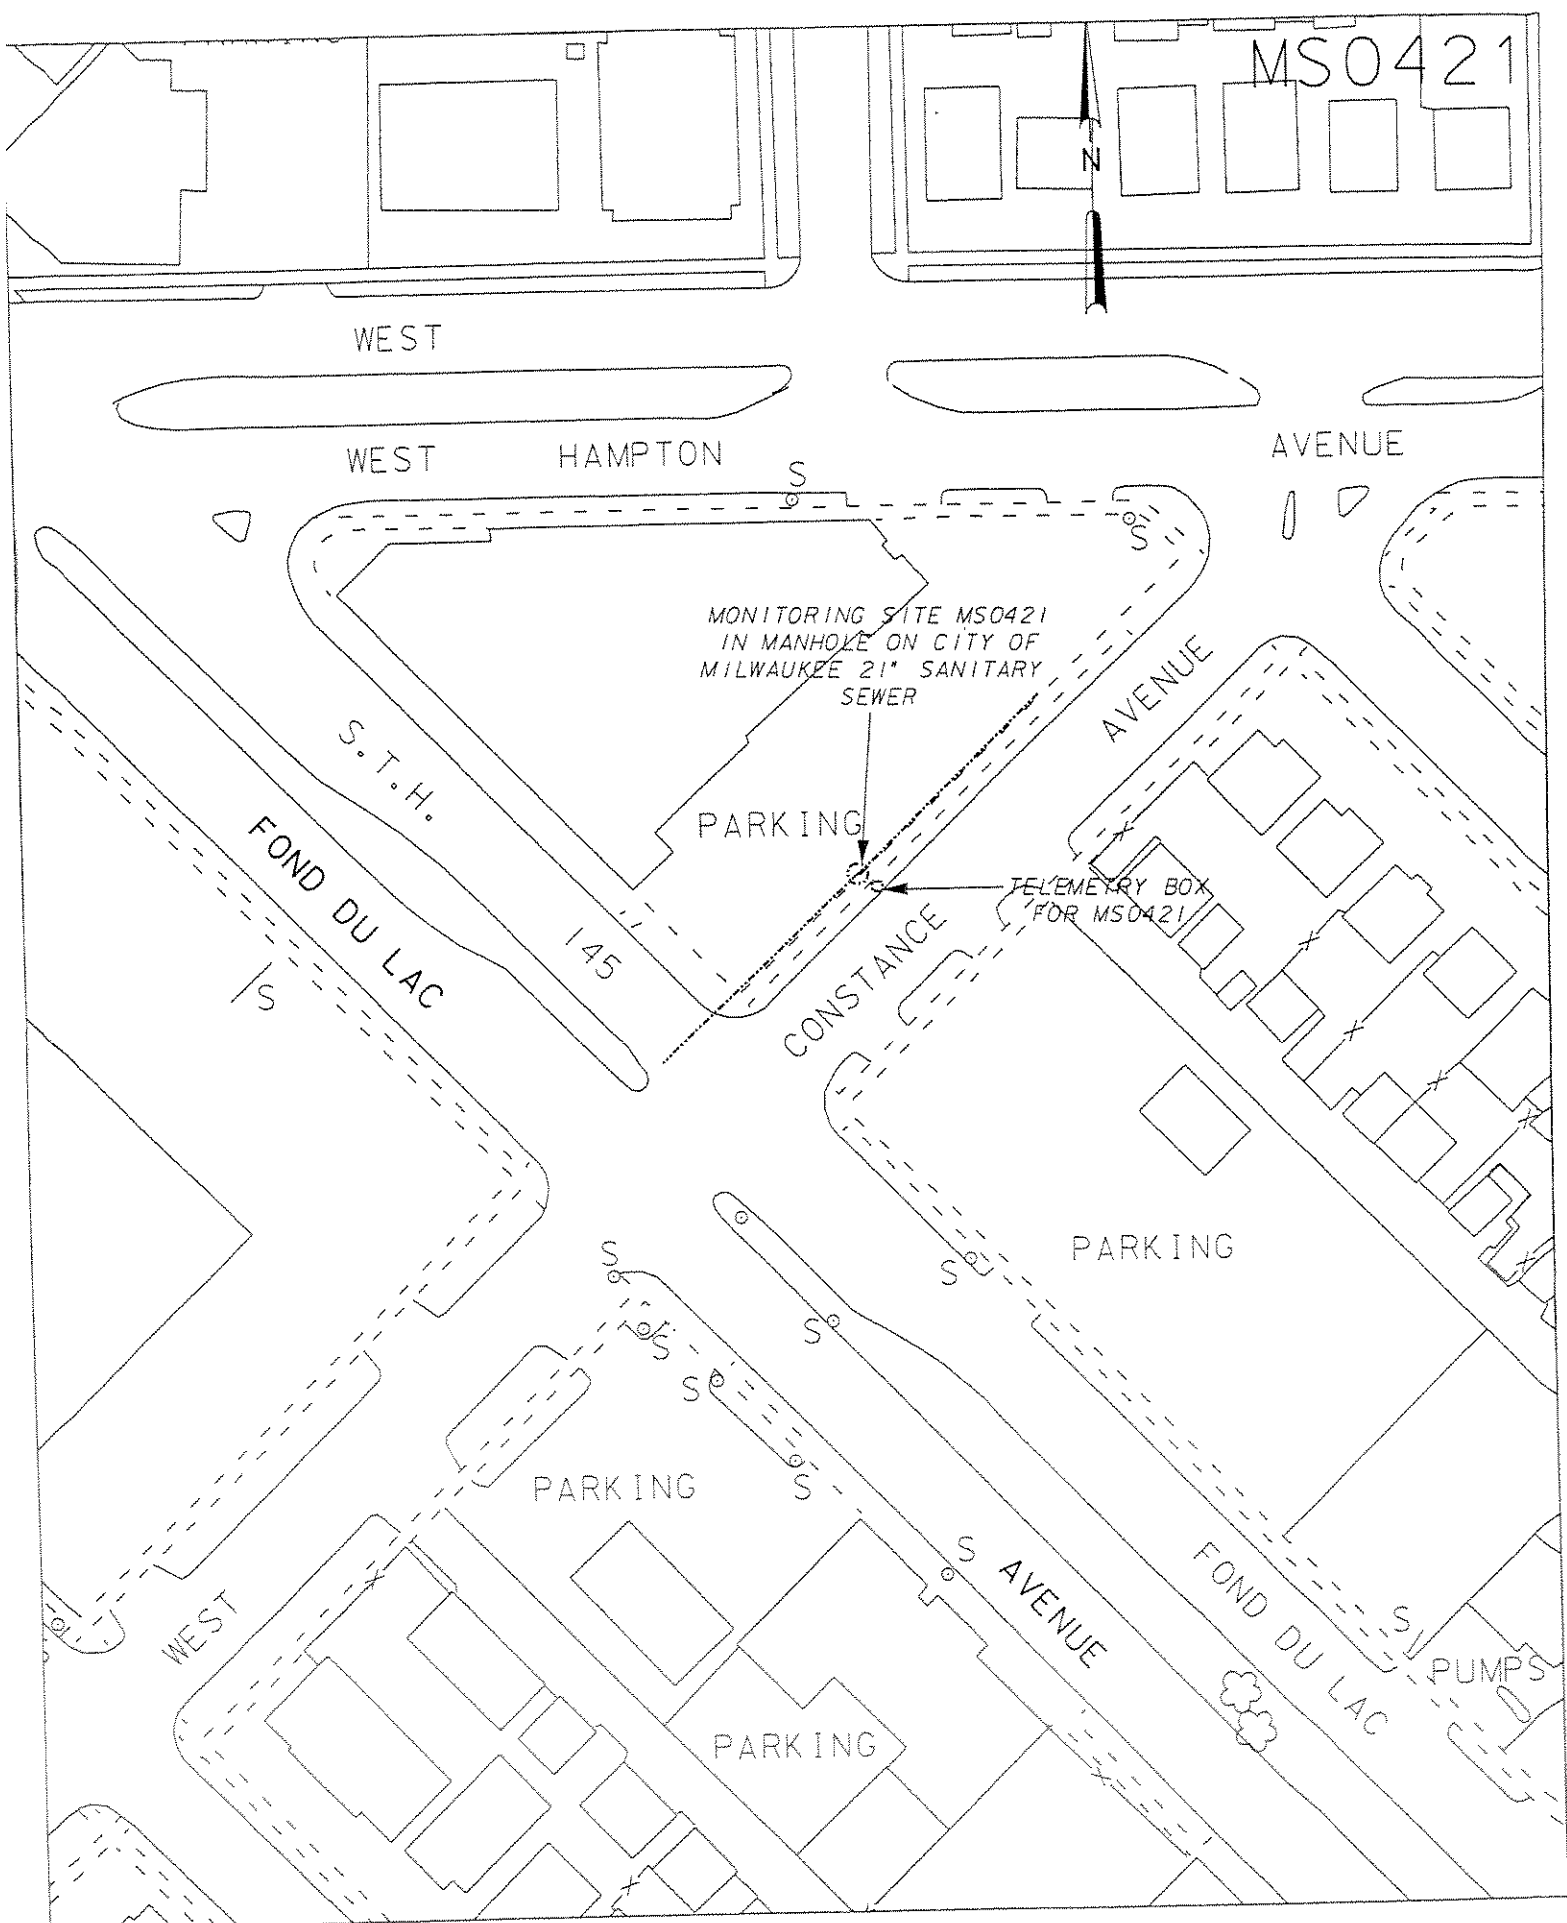 MS0421
N
WEST
WEST HAMPTON AVENUE
S
S
MONITORING SITE MS0421
IN MANHOLE ON CITY OF
MILWAUKEE 21" SANITARY
SEWER
AVENUE
S.T.H.
PARKING
FOND DU LAC
TELEMETRY BOX
FOR MS0421
145
CONSTANCE
S
PARKING
S
S
S
S
S
S
PARKING
S
S AVENUE
FOND DU LAC
WEST
S
PUMPS
PARKING